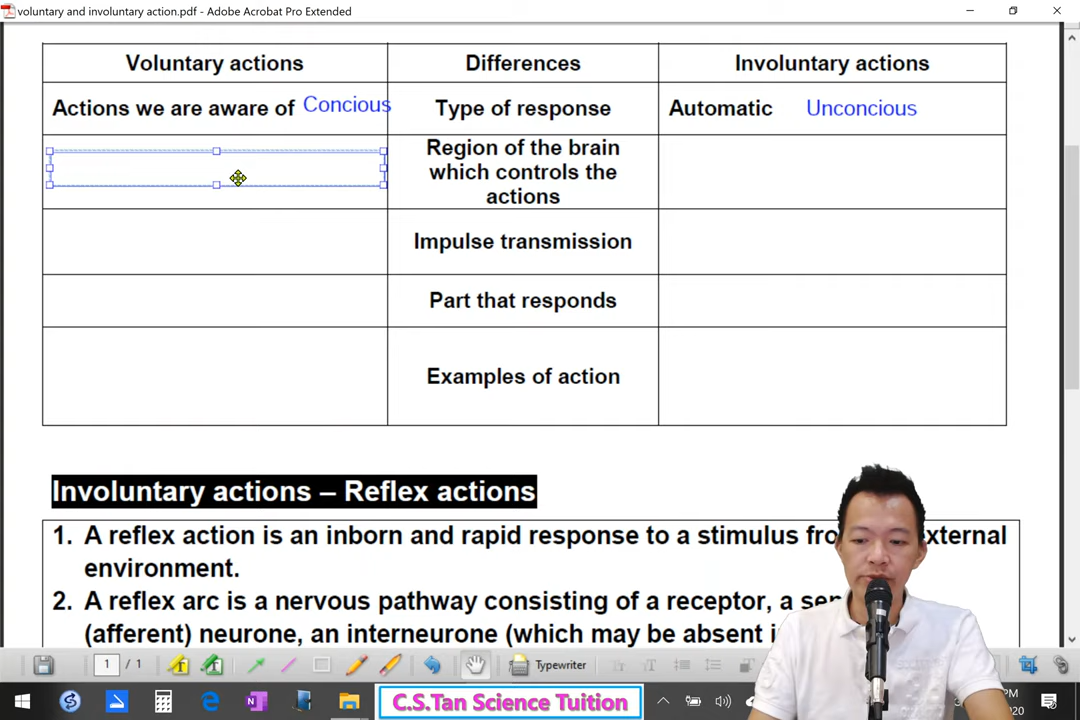 voluntary and involuntary action.pdf - Adobe Acrobat Pro Extended
Voluntary actions Differences Involuntary actions
Actions we are aware of Concious Type of response Automatic Unconcious
Region of the brain
which controls the
actions
Impulse transmission
Part that responds
Examples of action
Involuntary actions – Reflex actions
1. A reflex action is an inborn and rapid response to a stimulus external
environment.
2. A reflex arc is a nervous pathway consisting of a receptor, a
(afferent) neurone, an interneurone (which may be absent
1 / 1
Typewriter
C.S.Tan Science Tuition